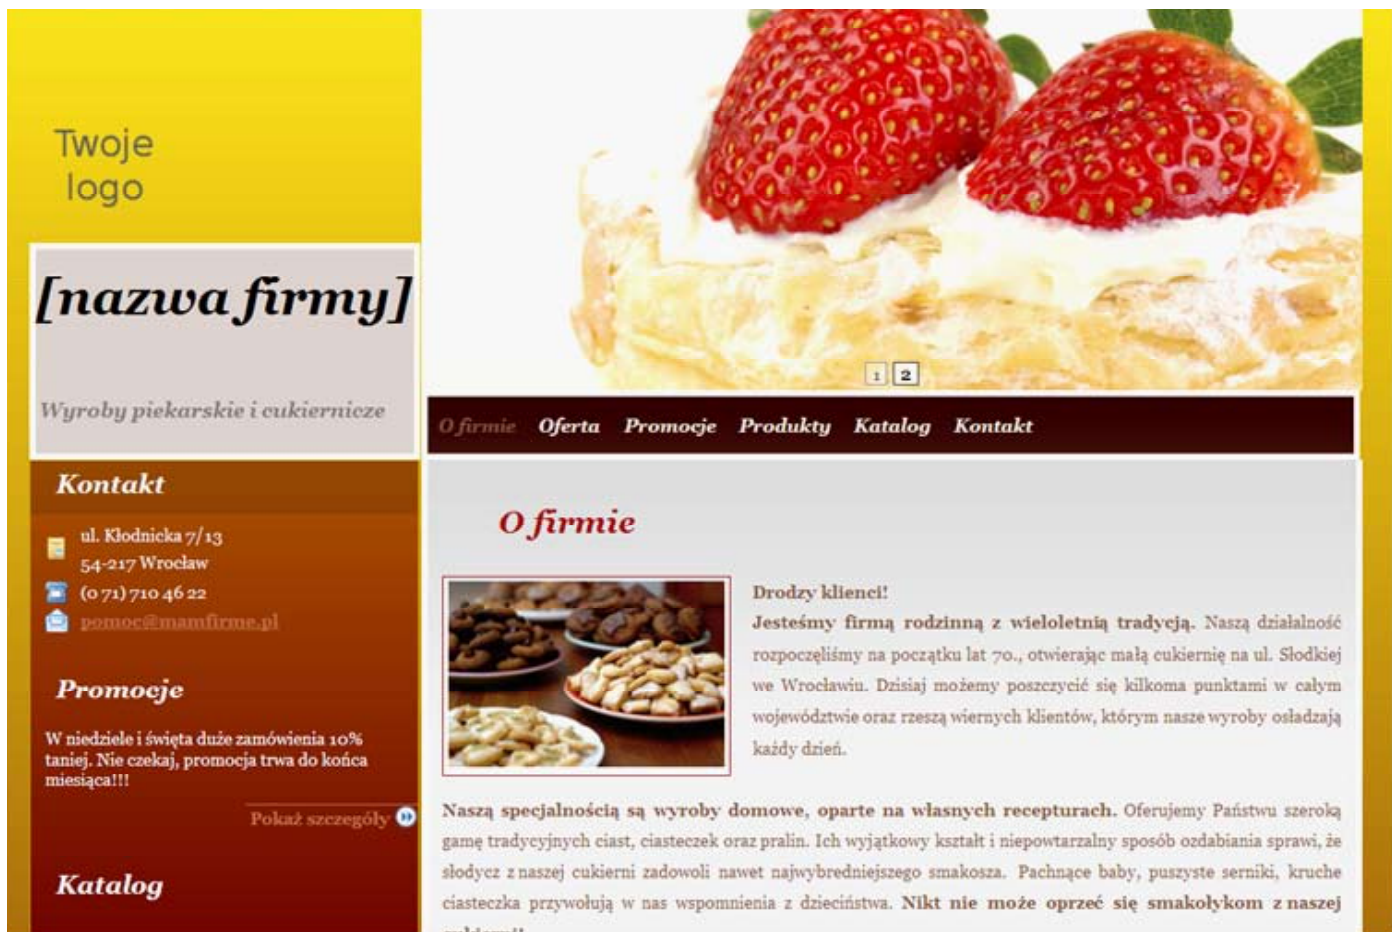 Twoje
logo
[nazwa firmy]
Wyroby piekarskie i cukiernicze
1 2
O firmie Oferta Promocje Produkty Katalog Kontakt
Kontakt
ul. Kłodnicka 7/13
54-217 Wrocław
(0 71) 710 46 22
pomoc@mamfirme.pl
Promocje
W niedziele i święta duże zamówienia 10%
taniej. Nie czekaj, promocja trwa do końca
miesiąca!!!
Pokaż szczegóły
Katalog
O firmie
Drodzy klienci!
Jesteśmy firmą rodzinną z wieloletnią tradycją. Naszą działalność
rozpoczęliśmy na początku lat 70., otwierając małą cukiernię na ul. Słodkiej
we Wrocławiu. Dzisiaj możemy poszczycić się kilkoma punktami w całym
województwie oraz rzeszą wiernych klientów, którym nasze wyroby osładzają
każdy dzień.
Naszą specjalnością są wyroby domowe, oparte na własnych recepturach. Oferujemy Państwu szeroką
gamę tradycyjnych ciast, ciasteczek oraz pralin. Ich wyjątkowy kształt i niepowtarzalny sposób ozdabiania sprawi, że
słodycz z naszej cukierni zadowoli nawet najwybredniejszego smakosza. Pachnące baby, puszyste serniki, kruche
ciasteczka przywołują w nas wspomnienia z dzieciństwa. Nikt nie może oprzeć się smakołykom z naszej